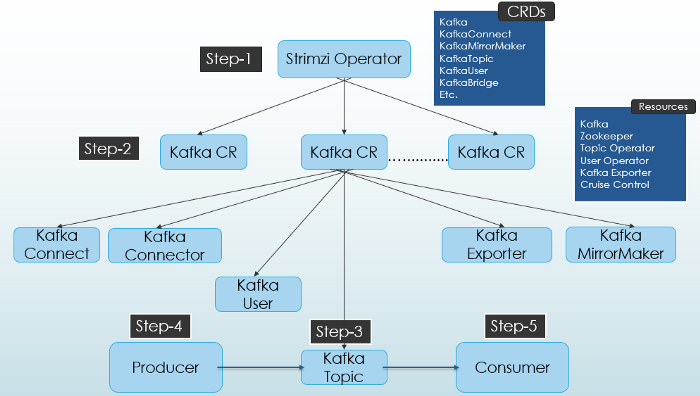 CRDs
Kafka
KafkaConnect
KafkaMirrorMaker
KafkaTopic
KafkaUser
KafkaBridge
Etc.
Step-1
Strimzi Operator
Resources
Kafka
Zookeeper
Topic Operator
User Operator
Kafka Exporter
Cruise Control
Step-2
Kafka CR
Kafka CR
Kafka CR
Kafka
Connect
Kafka
Connector
Kafka
User
Kafka
Exporter
Kafka
MirrorMaker
Step-4
Step-3
Step-5
Producer
Kafka
Topic
Consumer